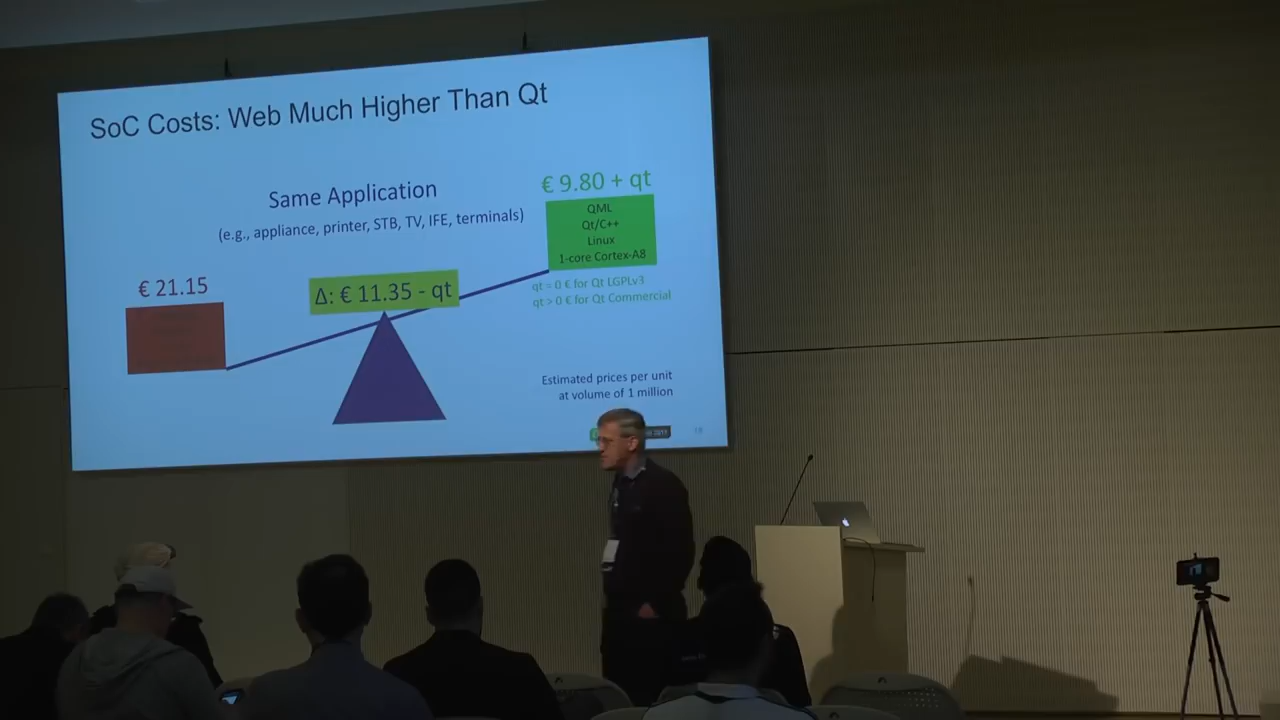 SoC Costs: Web Much Higher Than Qt
Same Application
(e.g., appliance, printer, STB, TV, IFE, terminals)
€ 9.80 + qt
QML
Qt/C++
Linux
1-core Cortex-A8
qt = 0 € for Qt LGPLv3
qt > 0 € for Qt Commercial
€ 21.15
Δ: € 11.35 - qt
Estimated prices per unit
at volume of 1 million